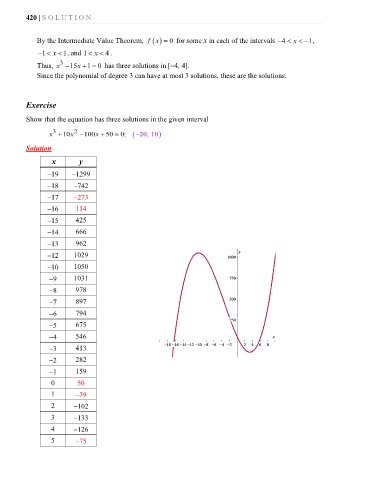 420 | S O L U T I O N
By the Intermediate Value Theorem, f(x) = 0 for some x in each of the intervals −4 < x < −1,
−1 < x < 1, and 1 < x < 4.
Thus, x³ − 15x + 1 = 0 has three solutions in [−4, 4].
Since the polynomial of degree 3 can have at most 3 solutions, these are the solutions.
Exercise
Show that the equation has three solutions in the given interval
x³ + 10x² − 100x + 50 = 0; (−20, 10)
Solution
x y
−19 −1299
−18 −742
−17 −273
−16 114
−15 425
−14 666
−13 962
−12 1029
−10 1050
−9 1031
−8 978
−7 897
−6 794
−5 675
−4 546
−3 413
−2 282
−1 159
0 50
1 −39
2 −102
3 −133
4 −126
5 −75
y
1000
750
500
250
x
−18 −16 −14 −12 −10 −8 −6 −4 −2 2 4 6 8